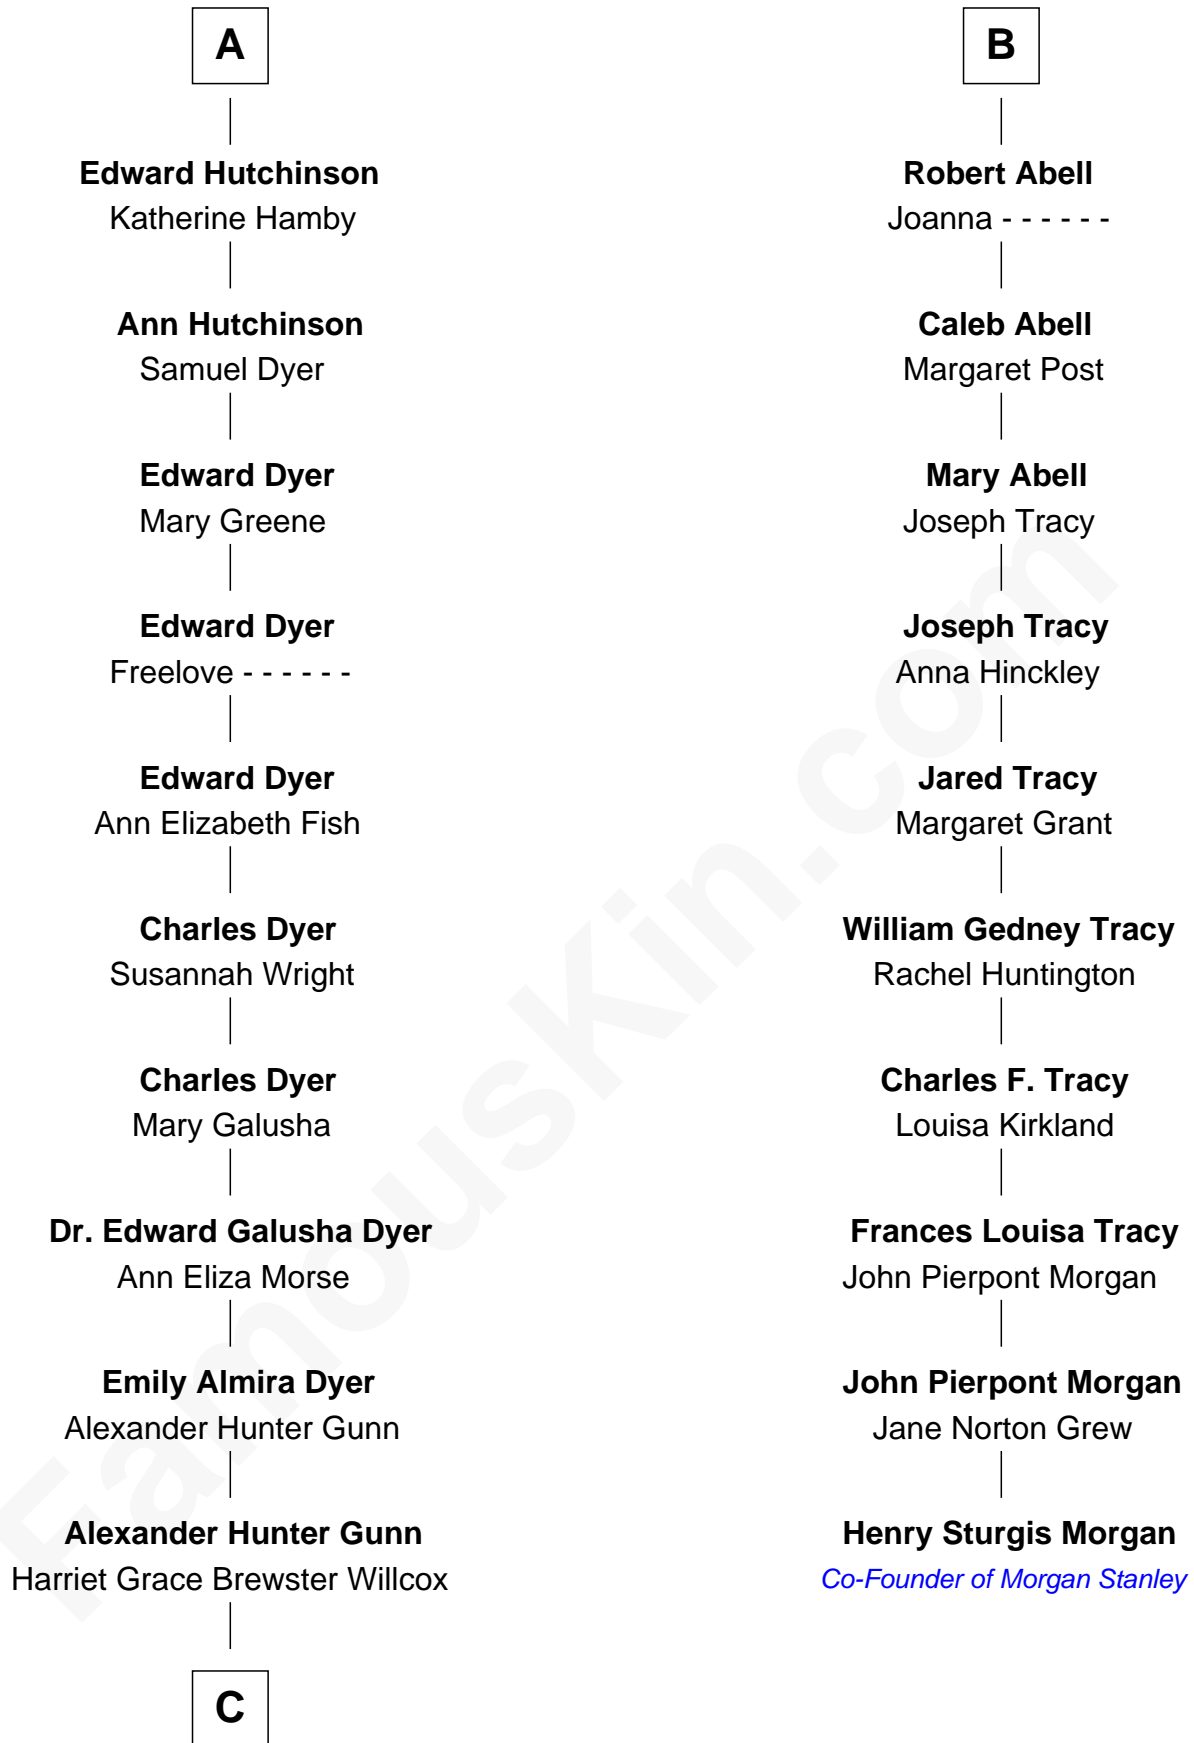 A
Edward Hutchinson
Katherine Hamby
Ann Hutchinson
Samuel Dyer
Edward Dyer
Mary Greene
Edward Dyer
Freelove - - - - - -
Edward Dyer
Ann Elizabeth Fish
Charles Dyer
Susannah Wright
Charles Dyer
Mary Galusha
Dr. Edward Galusha Dyer
Ann Eliza Morse
Emily Almira Dyer
Alexander Hunter Gunn
Alexander Hunter Gunn
Harriet Grace Brewster Willcox
C
B
Robert Abell
Joanna - - - - - -
Caleb Abell
Margaret Post
Mary Abell
Joseph Tracy
Joseph Tracy
Anna Hinckley
Jared Tracy
Margaret Grant
William Gedney Tracy
Rachel Huntington
Charles F. Tracy
Louisa Kirkland
Frances Louisa Tracy
John Pierpont Morgan
John Pierpont Morgan
Jane Norton Grew
Henry Sturgis Morgan
Co-Founder of Morgan Stanley
FamousKin.com